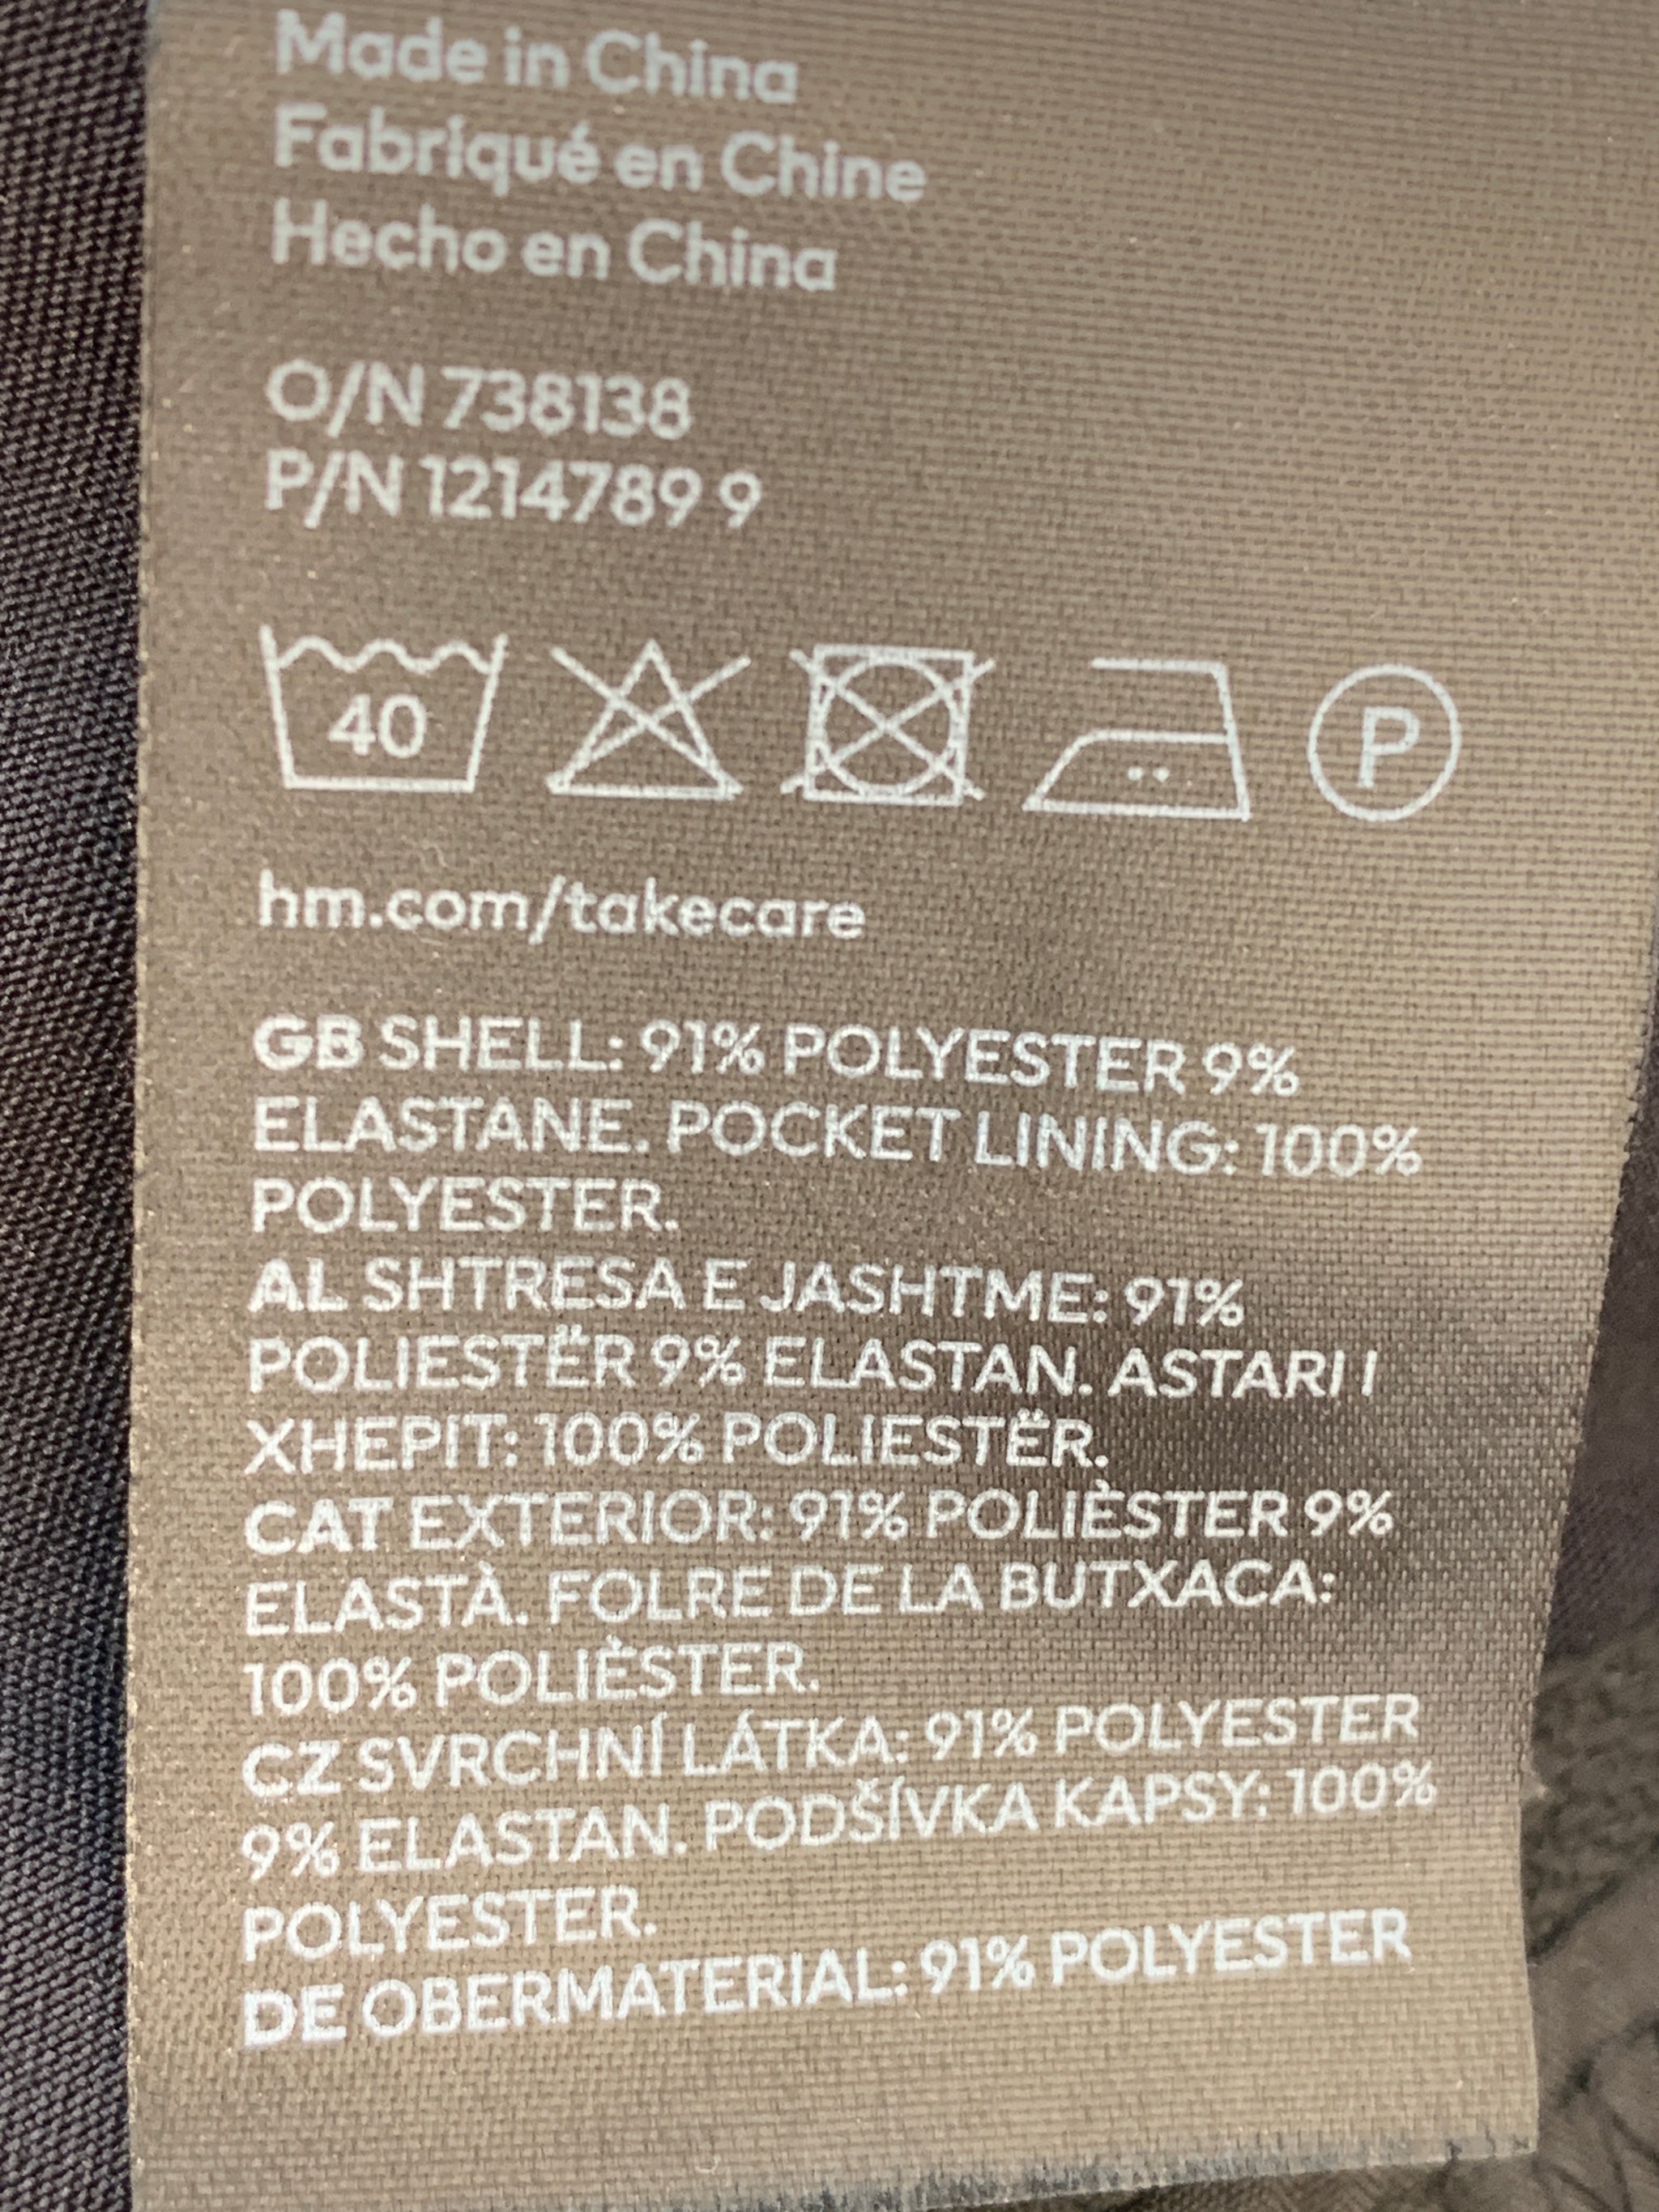 Made in China
Fabriqué en Chine
Hecho en China
O/N 738138
P/N 1214789 9
40
P
hm.com/takecare
GB SHELL: 91% POLYESTER 9%
ELASTANE. POCKET LINING: 100%
POLYESTER.
AL SHTRESA E JASHTME: 91%
POLIESTËR 9% ELASTAN. ASTARI I
XHEPIT: 100% POLIESTËR.
CAT EXTERIOR: 91% POLIÈSTER 9%
ELASTÀ. FOLRE DE LA BUTXACA:
100% POLIÈSTER.
CZ SVRCHNÍ LÁTKA: 91% POLYESTER
9% ELASTAN. PODŠÍVKA KAPSY: 100%
POLYESTER.
DE OBERMATERIAL: 91% POLYESTER